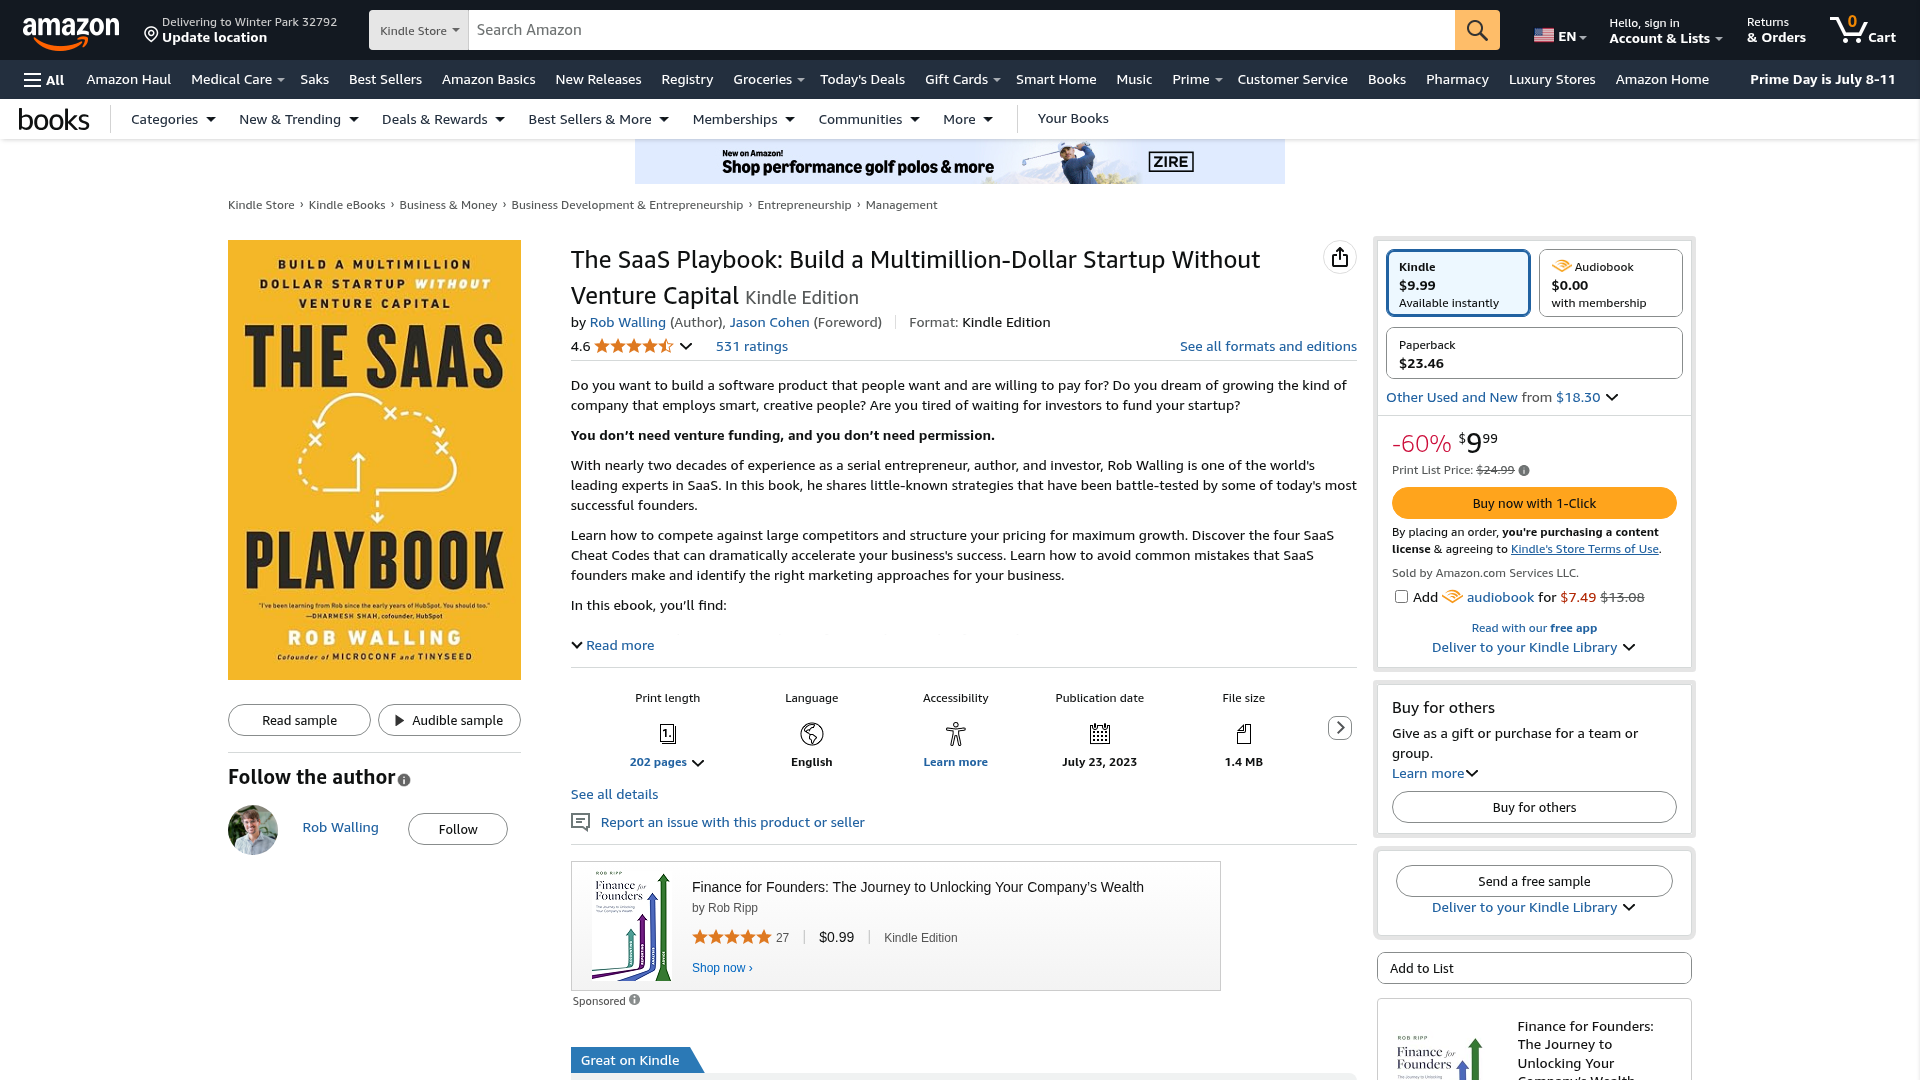 amazon
Delivering to Winter Park 32792
Update location
Kindle Store
Search Amazon
EN
Hello, sign in
Account & Lists
Returns
& Orders
0
Cart
All
Amazon Haul
Medical Care
Saks
Best Sellers
Amazon Basics
New Releases
Registry
Groceries
Today's Deals
Gift Cards
Smart Home
Music
Prime
Customer Service
Books
Pharmacy
Luxury Stores
Amazon Home
Prime Day is July 8-11
books
Categories
New & Trending
Deals & Rewards
Best Sellers & More
Memberships
Communities
More
Your Books
New on Amazon!
Shop performance golf polos & more
ZIRE
Kindle Store › Kindle eBooks › Business & Money › Business Development & Entrepreneurship › Entrepreneurship › Management
BUILD A MULTIMILLION
DOLLAR STARTUP WITHOUT
VENTURE CAPITAL
THE SAAS
PLAYBOOK
"I've been learning from Rob since the early years of HubSpot. You should too."
—DHARMESH SHAH, cofounder, HubSpot
ROB WALLING
Cofounder of MICROCONF and TINYSEED
Read sample
Audible sample
Follow the author
Rob Walling
Follow
The SaaS Playbook: Build a Multimillion-Dollar Startup Without
Venture Capital Kindle Edition
by Rob Walling (Author), Jason Cohen (Foreword)
Format: Kindle Edition
4.6
531 ratings
See all formats and editions
Do you want to build a software product that people want and are willing to pay for? Do you dream of growing the kind of
company that employs smart, creative people? Are you tired of waiting for investors to fund your startup?
You don’t need venture funding, and you don’t need permission.
With nearly two decades of experience as a serial entrepreneur, author, and investor, Rob Walling is one of the world's
leading experts in SaaS. In this book, he shares little-known strategies that have been battle-tested by some of today's most
successful founders.
Learn how to compete against large competitors and structure your pricing for maximum growth. Discover the four SaaS
Cheat Codes that can dramatically accelerate your business's success. Learn how to avoid common mistakes that SaaS
founders make and identify the right marketing approaches for your business.
In this ebook, you’ll find:
Read more
Print length
1.
202 pages
Language
English
Accessibility
Learn more
Publication date
July 23, 2023
File size
1.4 MB
See all details
Report an issue with this product or seller
ROB RIPP
Finance for
Founders
Finance for Founders: The Journey to Unlocking Your Company’s Wealth
by Rob Ripp
27
$0.99
Kindle Edition
Shop now ›
Sponsored
Great on Kindle
Kindle
$9.99
Available instantly
Audiobook
$0.00
with membership
Paperback
$23.46
Other Used and New from $18.30
-60% $9.99
Print List Price: $24.99
Buy now with 1-Click
By placing an order, you're purchasing a content
license & agreeing to Kindle's Store Terms of Use.
Sold by Amazon.com Services LLC.
Add audiobook for $7.49 $13.08
Read with our free app
Deliver to your Kindle Library
Buy for others
Give as a gift or purchase for a team or
group.
Learn more
Buy for others
Send a free sample
Deliver to your Kindle Library
Add to List
ROB RIPP
Finance for
Founders
Finance for Founders:
The Journey to
Unlocking Your
Company’s Wealth